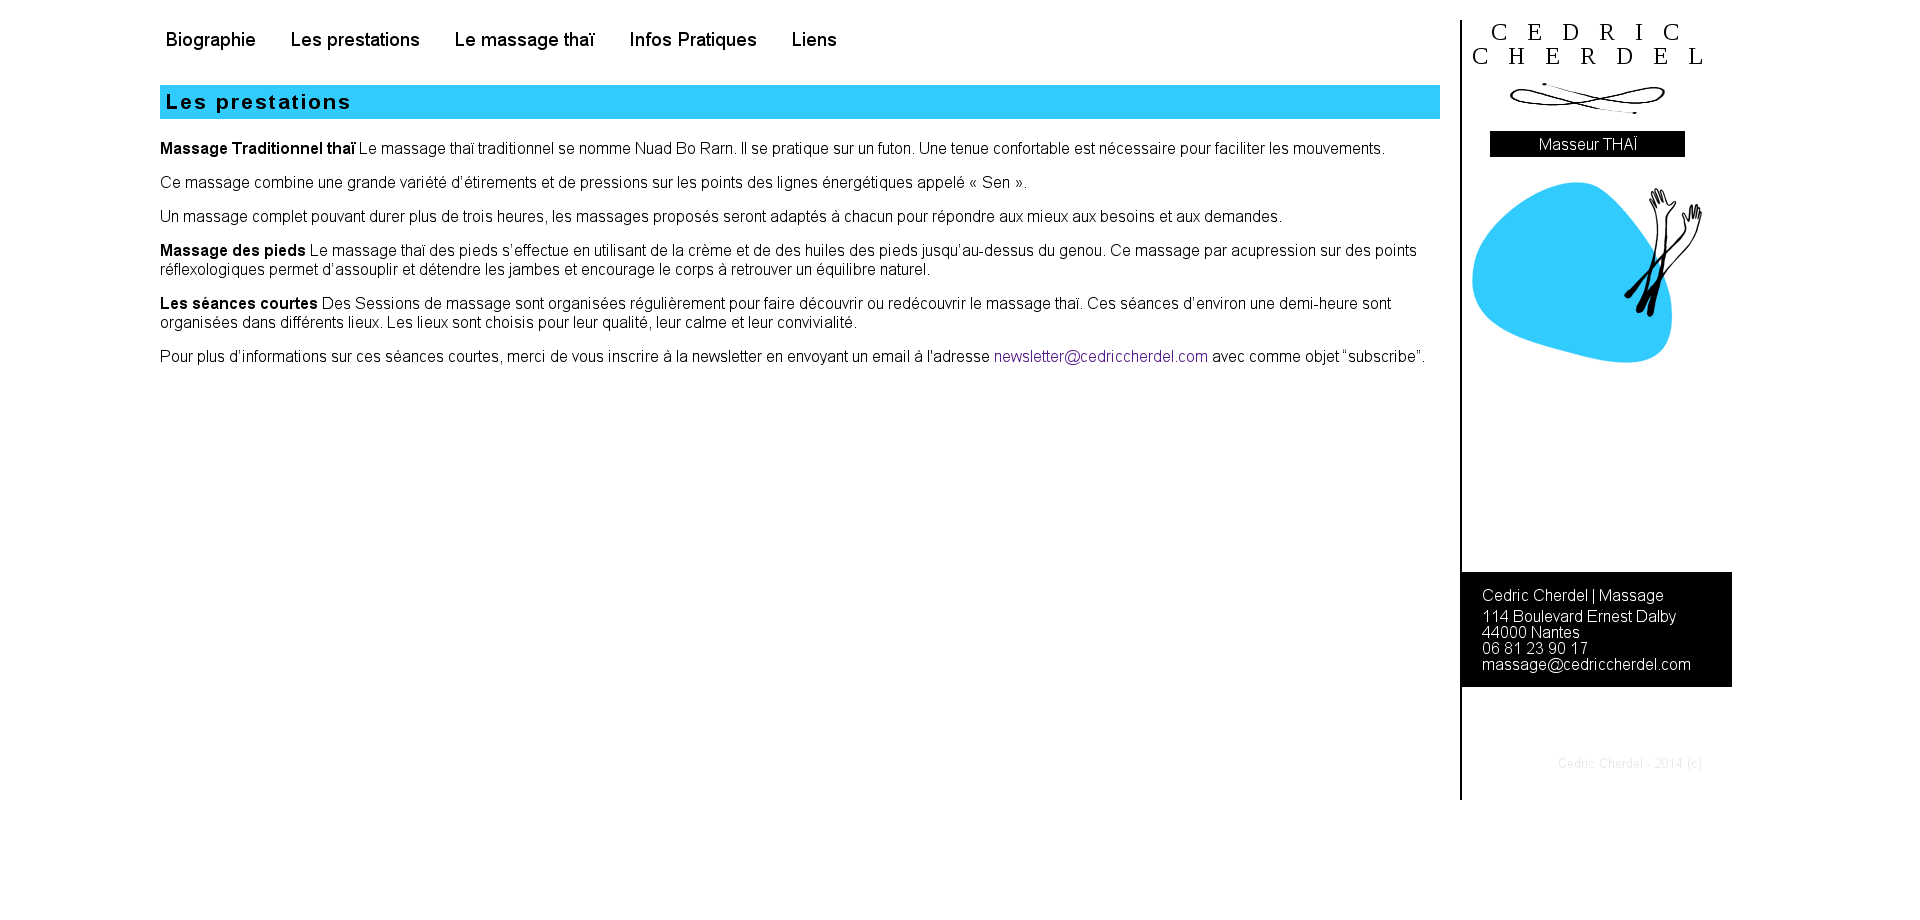 Biographie Les prestations Le massage thaï Infos Pratiques Liens
Les prestations
Massage Traditionnel thaï Le massage thaï traditionnel se nomme Nuad Bo Rarn. Il se pratique sur un futon. Une tenue confortable est nécessaire pour faciliter les mouvements.
Ce massage combine une grande variété d’étirements et de pressions sur les points des lignes énergétiques appelé « Sen ».
Un massage complet pouvant durer plus de trois heures, les massages proposés seront adaptés à chacun pour répondre aux mieux aux besoins et aux demandes.
Massage des pieds Le massage thaï des pieds s’effectue en utilisant de la crème et de des huiles des pieds jusqu’au-dessus du genou. Ce massage par acupression sur des points
réflexologiques permet d’assouplir et détendre les jambes et encourage le corps à retrouver un équilibre naturel.
Les séances courtes Des Sessions de massage sont organisées régulièrement pour faire découvrir ou redécouvrir le massage thaï. Ces séances d’environ une demi-heure sont
organisées dans différents lieux. Les lieux sont choisis pour leur qualité, leur calme et leur convivialité.
Pour plus d’informations sur ces séances courtes, merci de vous inscrire à la newsletter en envoyant un email à l'adresse newsletter@cedriccherdel.com avec comme objet “subscribe”.
CEDRIC
CHERDEL
Masseur THAÏ
Cedric Cherdel | Massage
114 Boulevard Ernest Dalby
44000 Nantes
06 81 23 90 17
massage@cedriccherdel.com
Cedric Cherdel - 2014 (c)